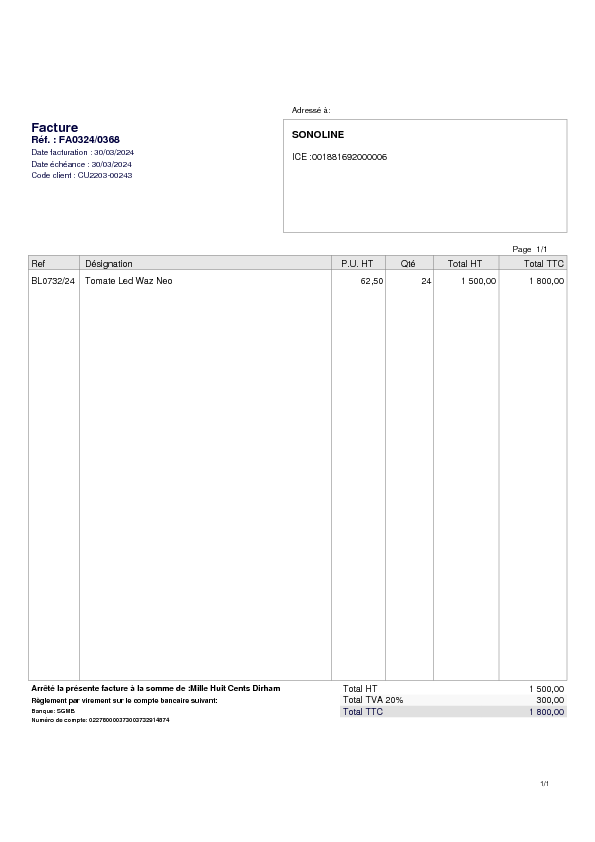 Adressé à:
Facture
Réf. : FA0324/0368
Date facturation : 30/03/2024
Date échéance : 30/03/2024
Code client : CU2203-00243
SONOLINE
ICE :001881692000006
Page 1/1
Ref Désignation P.U. HT Qté Total HT Total TTC
BL0732/24 Tomate Led Waz Neo 62,50 24 1 500,00 1 800,00
Arrêté la présente facture à la somme de :Mille Huit Cents Dirham
Règlement par virement sur le compte bancaire suivant:
Banque: SGMB
Numéro de compte:
Total HT 1 500,00
Total TVA 20% 300,00
Total TTC 1 800,00
1/1